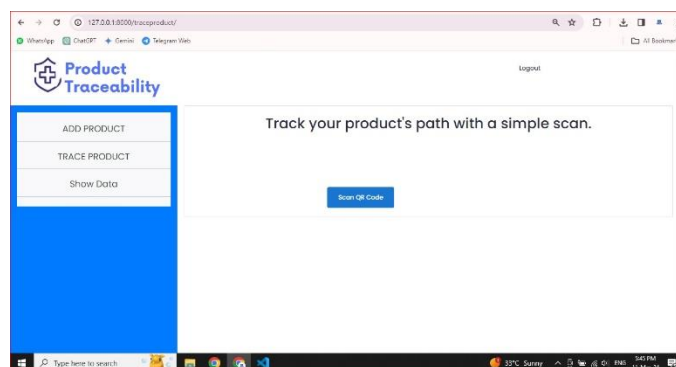 127.0.0.1:8000/traceproduct/
WhatsApp ChatGPT Gemini Telegram Web All Bookmar
Product
Traceability
Logout
ADD PRODUCT
TRACE PRODUCT
Show Data
Track your product's path with a simple scan.
Scan QR Code
Type here to search
33°C Sunny ENG
3:45 PM